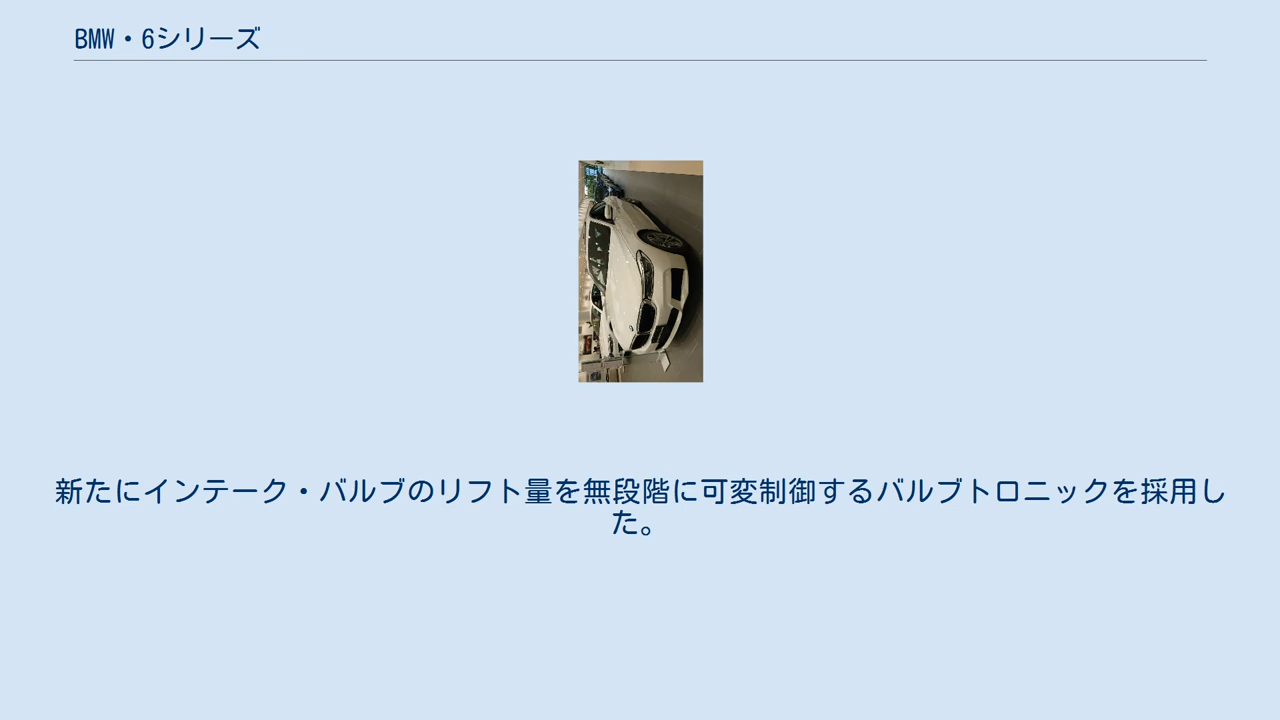 BMW・6シリーズ
新たにインテーク・バルブのリフト量を無段階に可変制御するバルブトロニックを採用し
た。